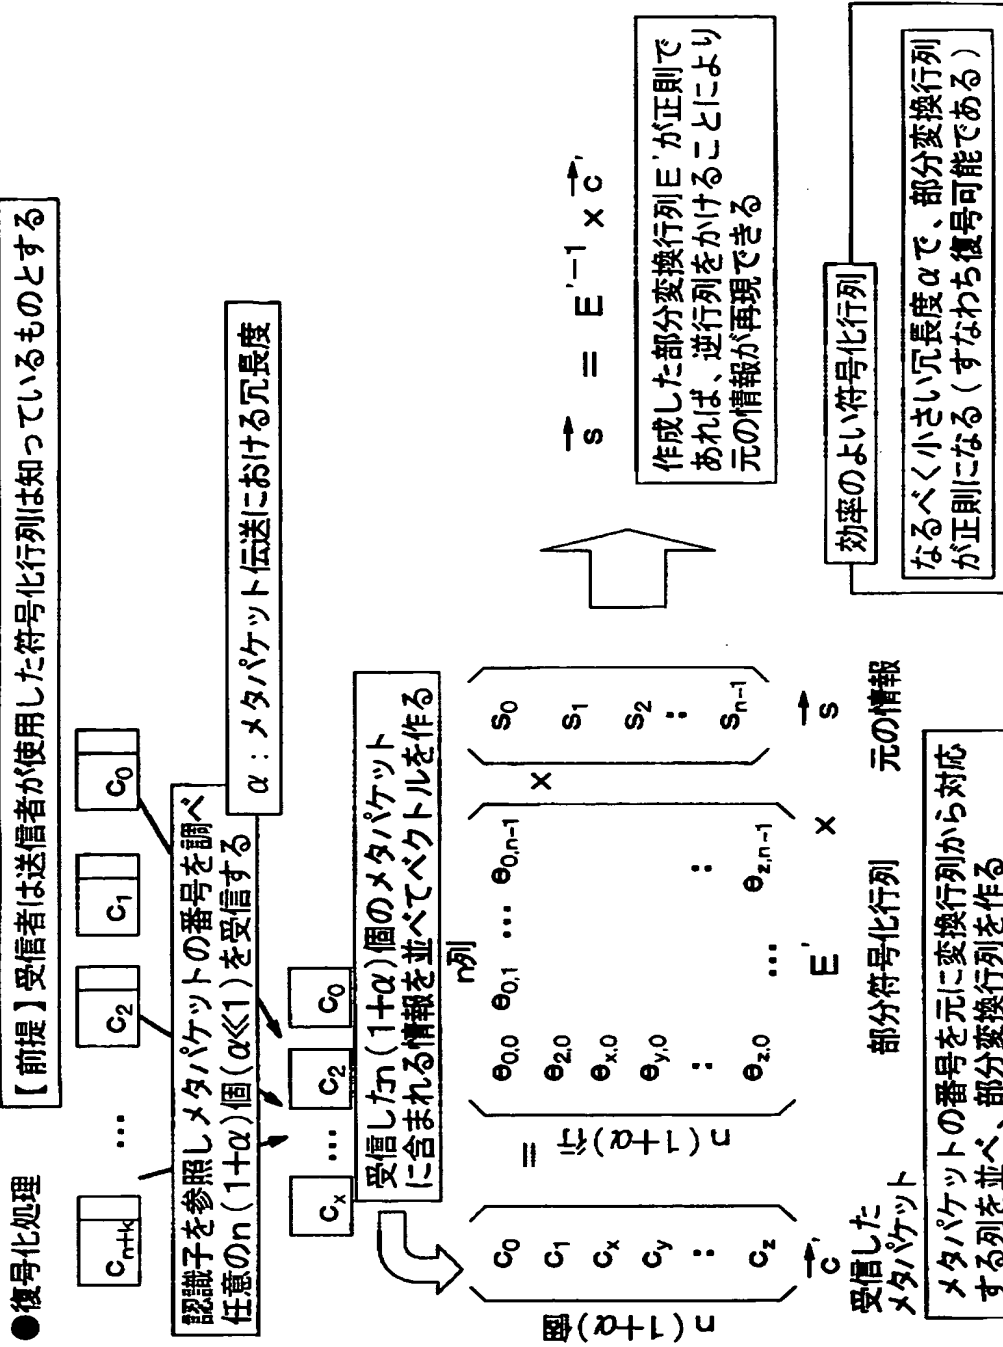 ●復号化処理
【前提】受信者は送信者が使用した符号化行列は知っているものとする
c_{n+k} … c_2 c_1 c_0
認識子を参照しメタパケットの番号を調べ
任意のn(1+α)個(α≪1)を受信する
α:メタパケット伝送における冗長度
c_x … c_2 c_0
受信したn(1+α)個のメタパケット
に含まれる情報を並べてベクトルを作る
n列
n(1+α)個
c_0
c_1
c_x
c_y
:
c_z
=
n(1+α)行
e_{0,0} e_{0,1} … e_{0,n-1}
e_{2,0}
e_{x,0}
e_{y,0}
: :
e_{z,0} … e_{z,n-1}
×
s_0
s_1
s_2
:
s_{n-1}
c⃗' E' × s⃗
受信した
メタパケット
部分符号化行列
元の情報
メタパケットの番号を元に変換行列から対応
する列を並べ、部分変換行列を作る
s⃗ = E'^{-1} × c⃗'
作成した部分変換行列E'が正則で
あれば、逆行列をかけることにより
元の情報が再現できる
効率のよい符号化行列
なるべく小さい冗長度αで、部分変換行列
が正則になる(すなわち復号可能である)